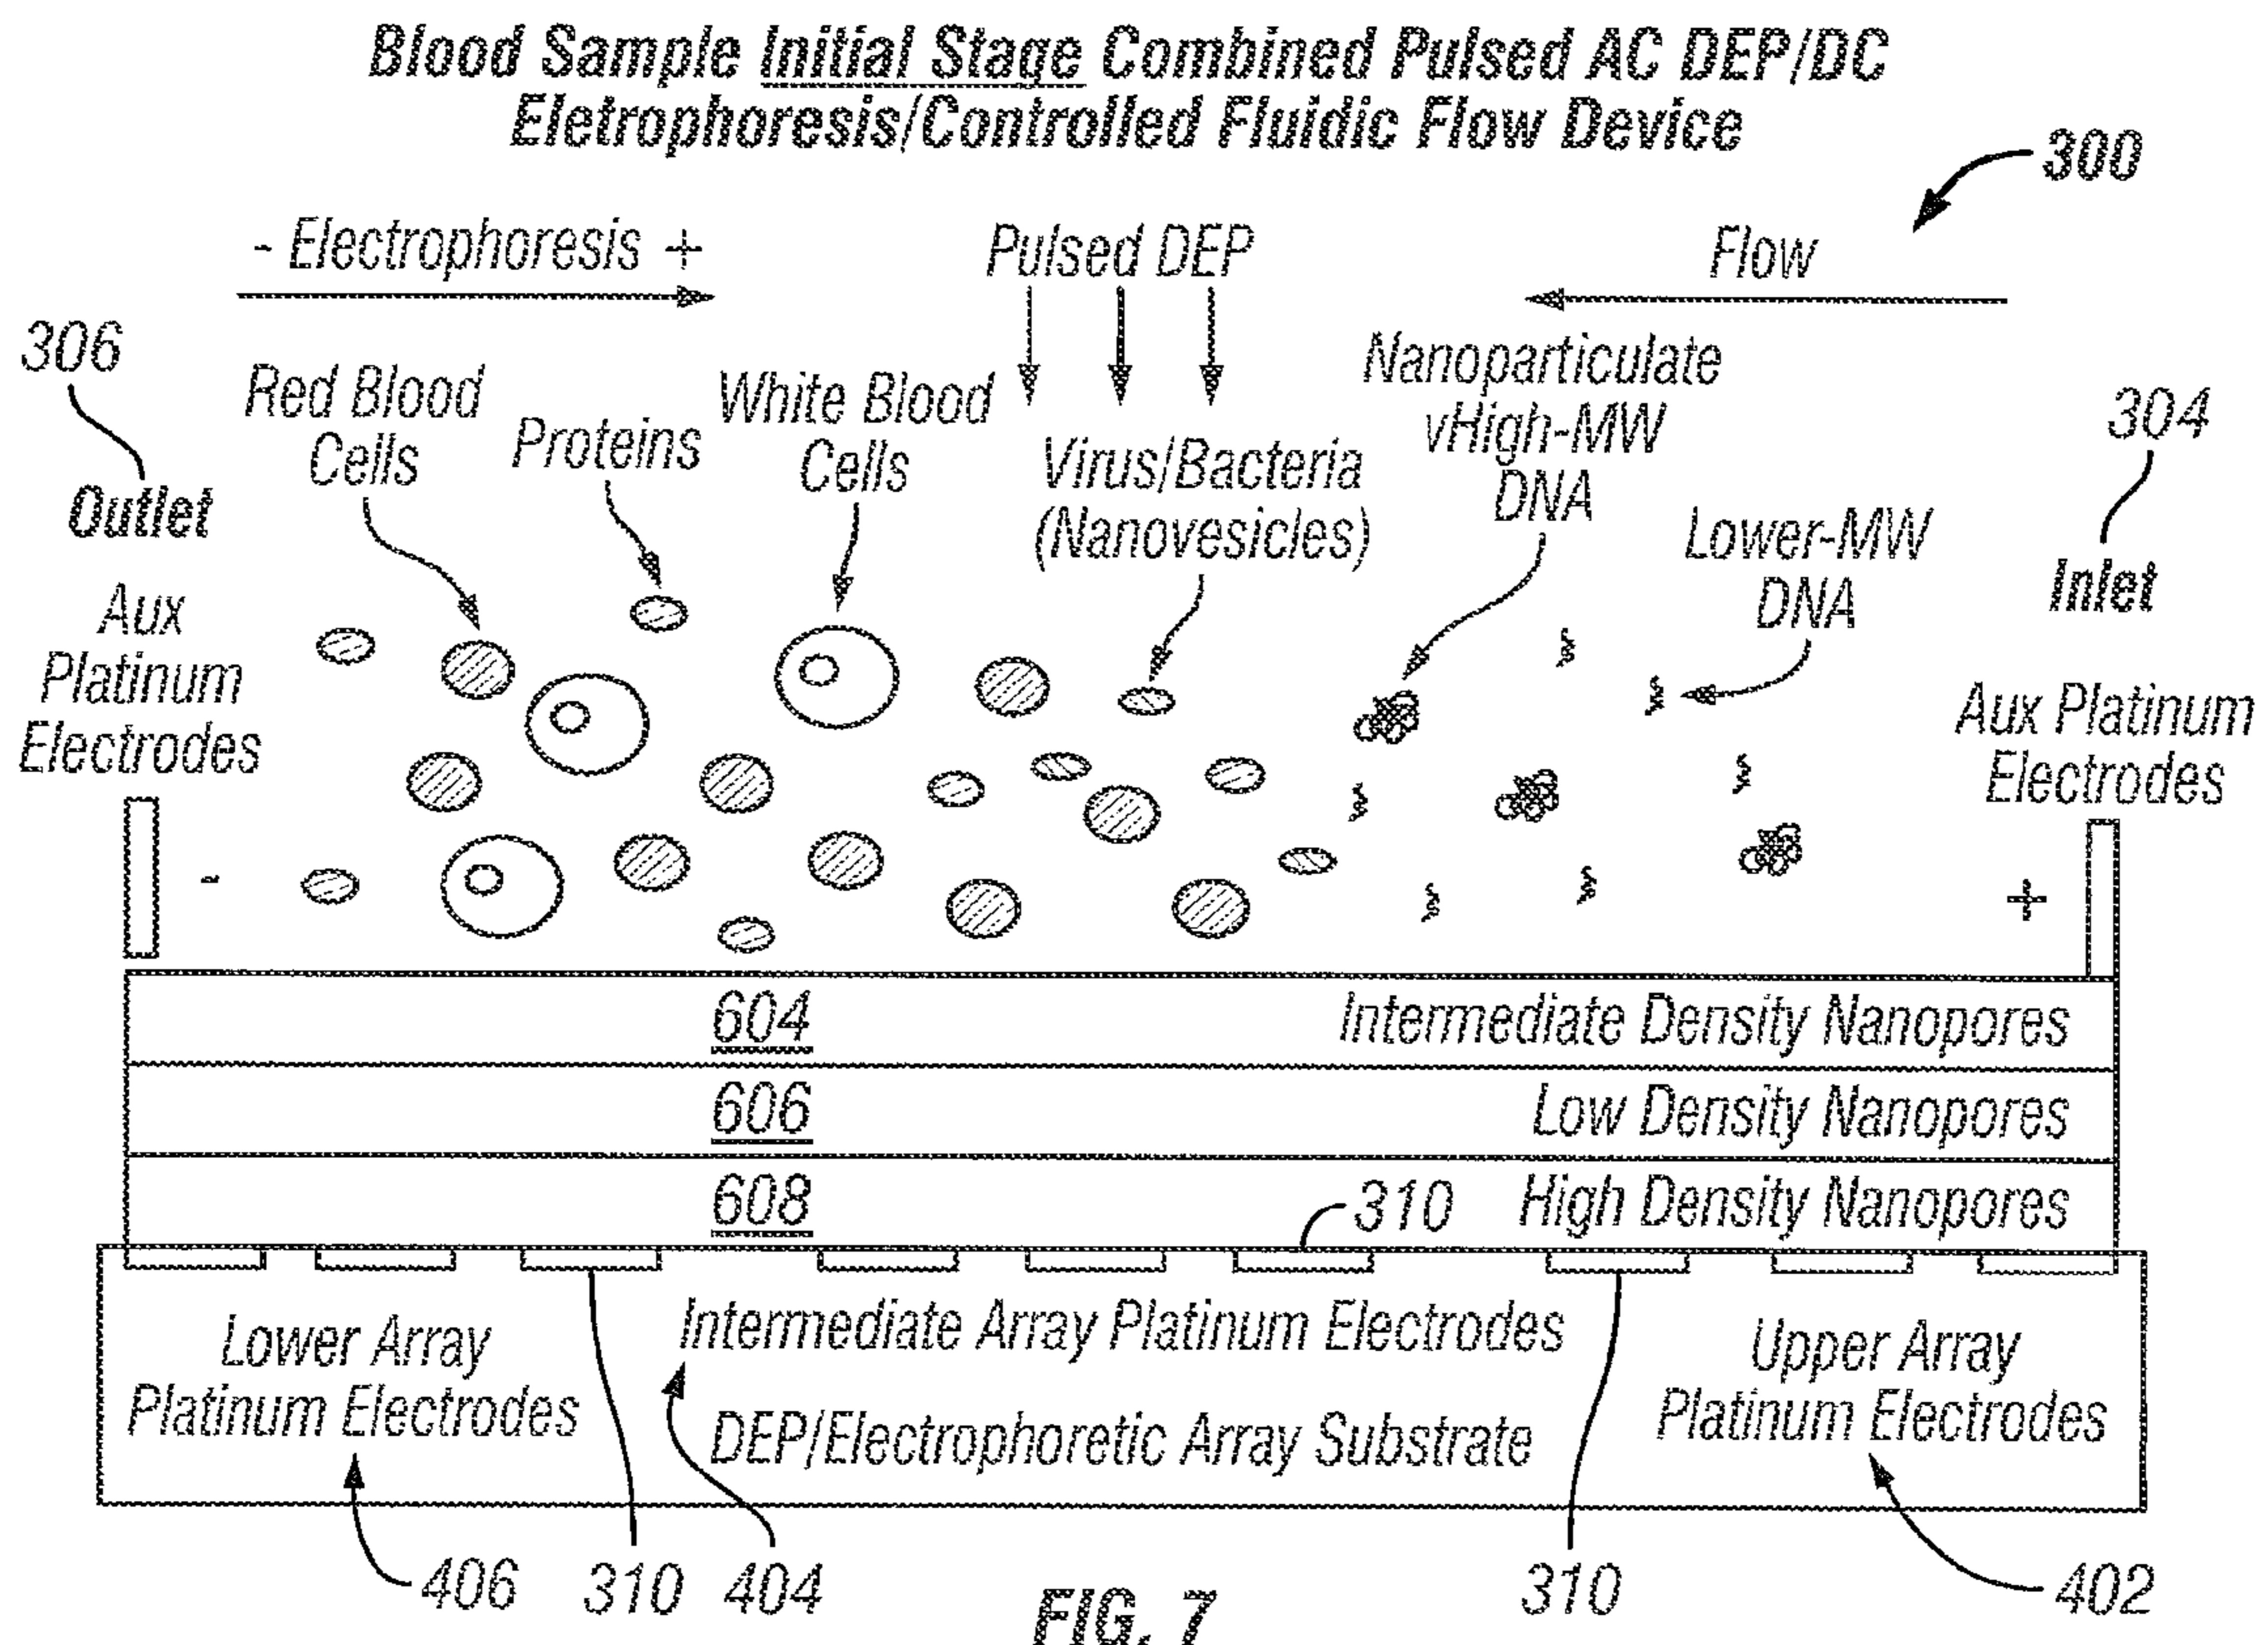 Blood Sample Initial Stage Combined Pulsed AC DEP/DC
Eletrophoresis/Controlled Fluidic Flow Device
300
- Electrophoresis +
Pulsed DEP
Flow
306
Outlet
Red Blood
Cells
Proteins
White Blood
Cells
Virus/Bacteria
(Nanovesicles)
Nanoparticulate
vHigh-MW
DNA
Lower-MW
DNA
304
Inlet
Aux
Platinum
Electrodes
Aux Platinum
Electrodes
-
+
604 Intermediate Density Nanopores
606 Low Density Nanopores
608 310 High Density Nanopores
Lower Array
Platinum Electrodes
Intermediate Array Platinum Electrodes
DEP/Electrophoretic Array Substrate
Upper Array
Platinum Electrodes
406 310 404 310 402
FIG. 7